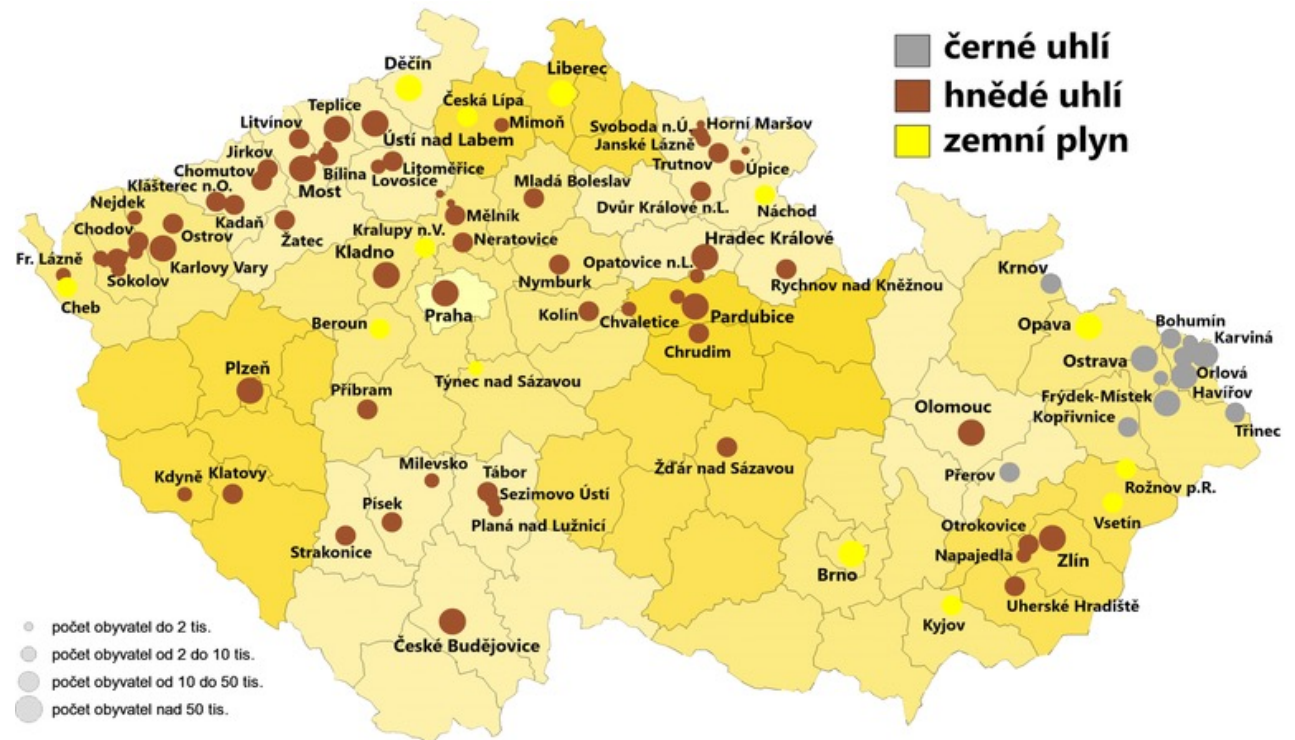 černé uhlí
hnědé uhlí
zemní plyn
Děčín
Liberec
Česká Lípa
Mimoň
Teplice
Litvínov
Ústí nad Labem
Jirkov
Chomutov
Klášterec n.O.
Most
Bílina
Litoměřice
Lovosice
Nejdek
Chodov
Kadaň
Ostrov
Žatec
Fr. Lázně
Cheb
Sokolov
Karlovy Vary
Svoboda n.Ú.
Horní Maršov
Janské Lázně
Trutnov
Úpice
Mladá Boleslav
Dvůr Králové n.L.
Náchod
Mělník
Kralupy n.V.
Neratovice
Kladno
Hradec Králové
Opatovice n.L.
Nymburk
Rychnov nad Kněžnou
Praha
Beroun
Kolín
Chvaletice
Pardubice
Chrudim
Krnov
Opava
Bohumín
Karviná
Ostrava
Orlová
Havířov
Frýdek-Místek
Kopřivnice
Třinec
Plzeň
Příbram
Týnec nad Sázavou
Olomouc
Přerov
Rožnov p.R.
Vsetín
Kdyně
Klatovy
Milevsko
Tábor
Sezimovo Ústí
Planá nad Lužnicí
Písek
Strakonice
Žďár nad Sázavou
Otrokovice
Napajedla
Zlín
Brno
Uherské Hradiště
Kyjov
České Budějovice
počet obyvatel do 2 tis.
počet obyvatel od 2 do 10 tis.
počet obyvatel od 10 do 50 tis.
počet obyvatel nad 50 tis.